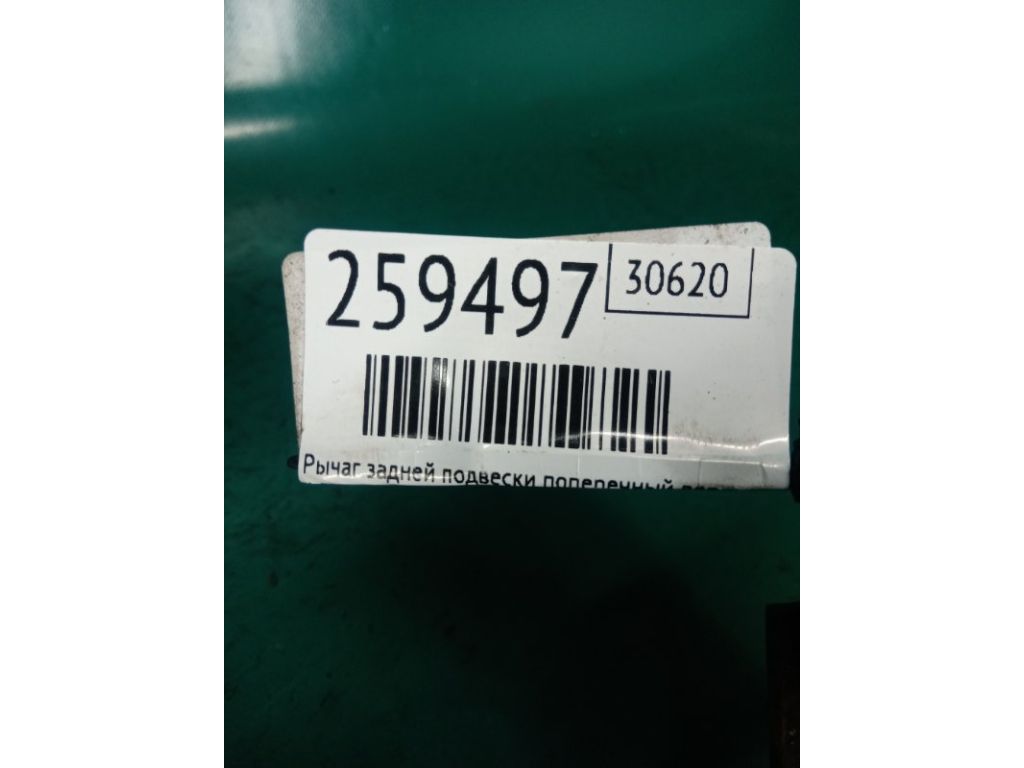 259497
30620
Рычаг задней подвески поперечный